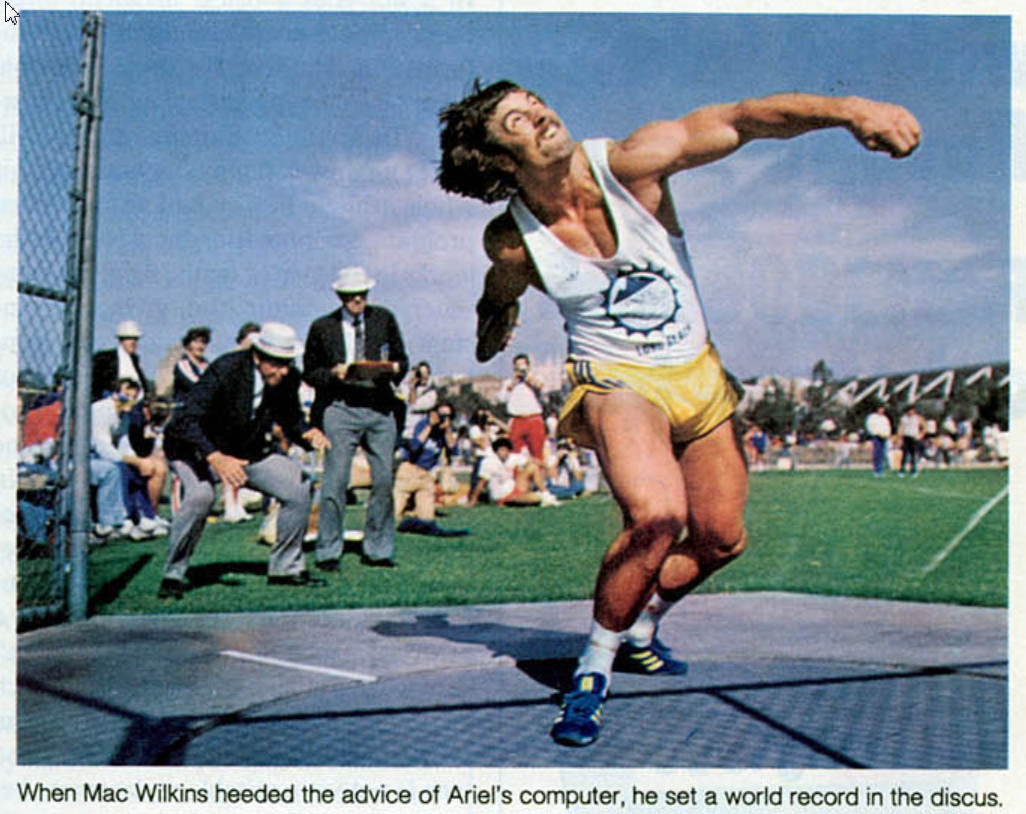 When Mac Wilkins heeded the advice of Ariel's computer, he set a world record in the discus.